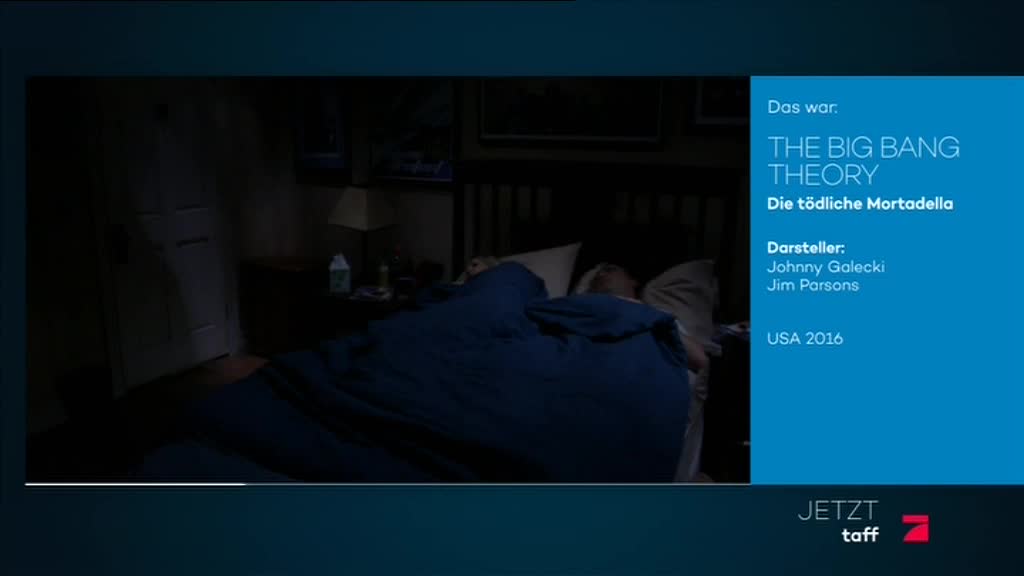 Das war:
THE BIG BANG
THEORY
Die tödliche Mortadella
Darsteller:
Johnny Galecki
Jim Parsons
USA 2016
JETZT
taff